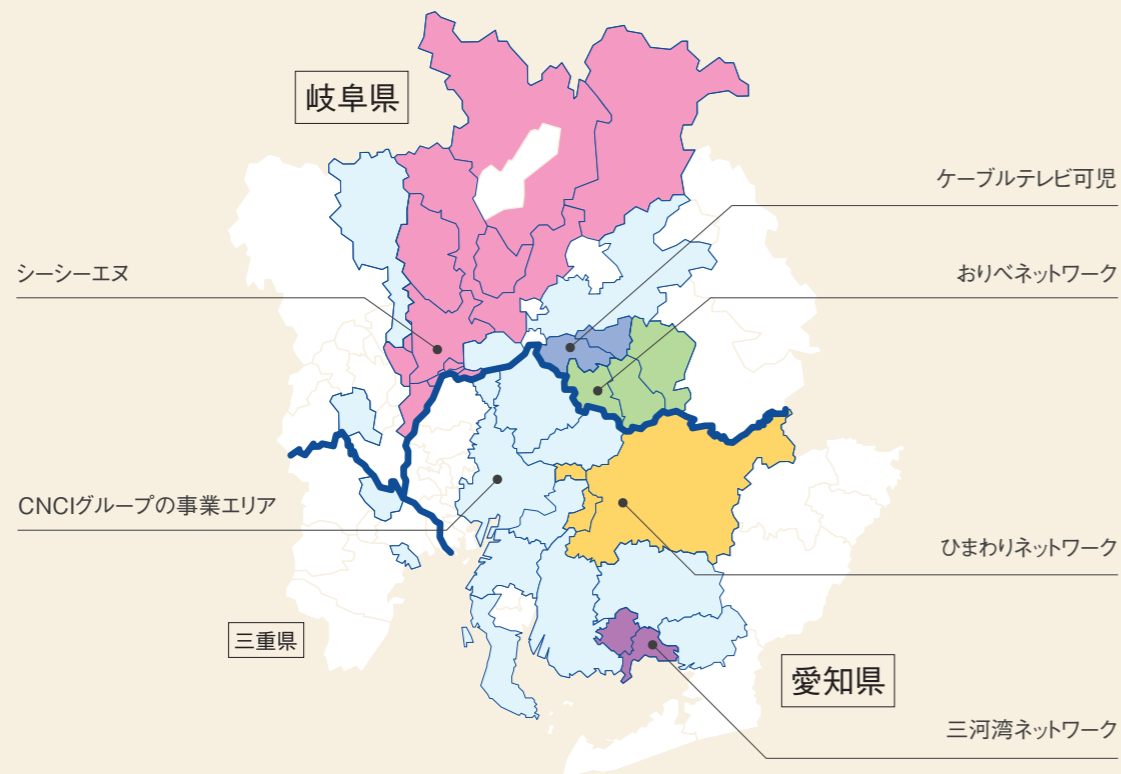 岐阜県
ケーブルテレビ可児
シーシーエヌ
おりべネットワーク
CNCIグループの事業エリア
ひまわりネットワーク
三重県
愛知県
三河湾ネットワーク